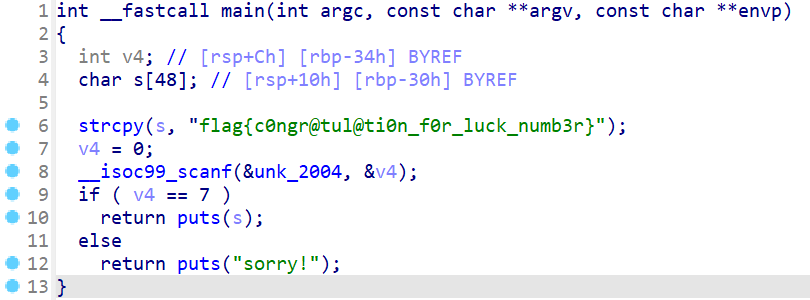 1 int __fastcall main(int argc, const char **argv, const char **envp)
2 {
3   int v4; // [rsp+Ch] [rbp-34h] BYREF
4   char s[48]; // [rsp+10h] [rbp-30h] BYREF
5
6   strcpy(s, "flag{c0ngr@tul@ti0n_f0r_luck_numb3r}");
7   v4 = 0;
8   __isoc99_scanf(&unk_2004, &v4);
9   if ( v4 == 7 )
10     return puts(s);
11   else
12     return puts("sorry!");
13 }